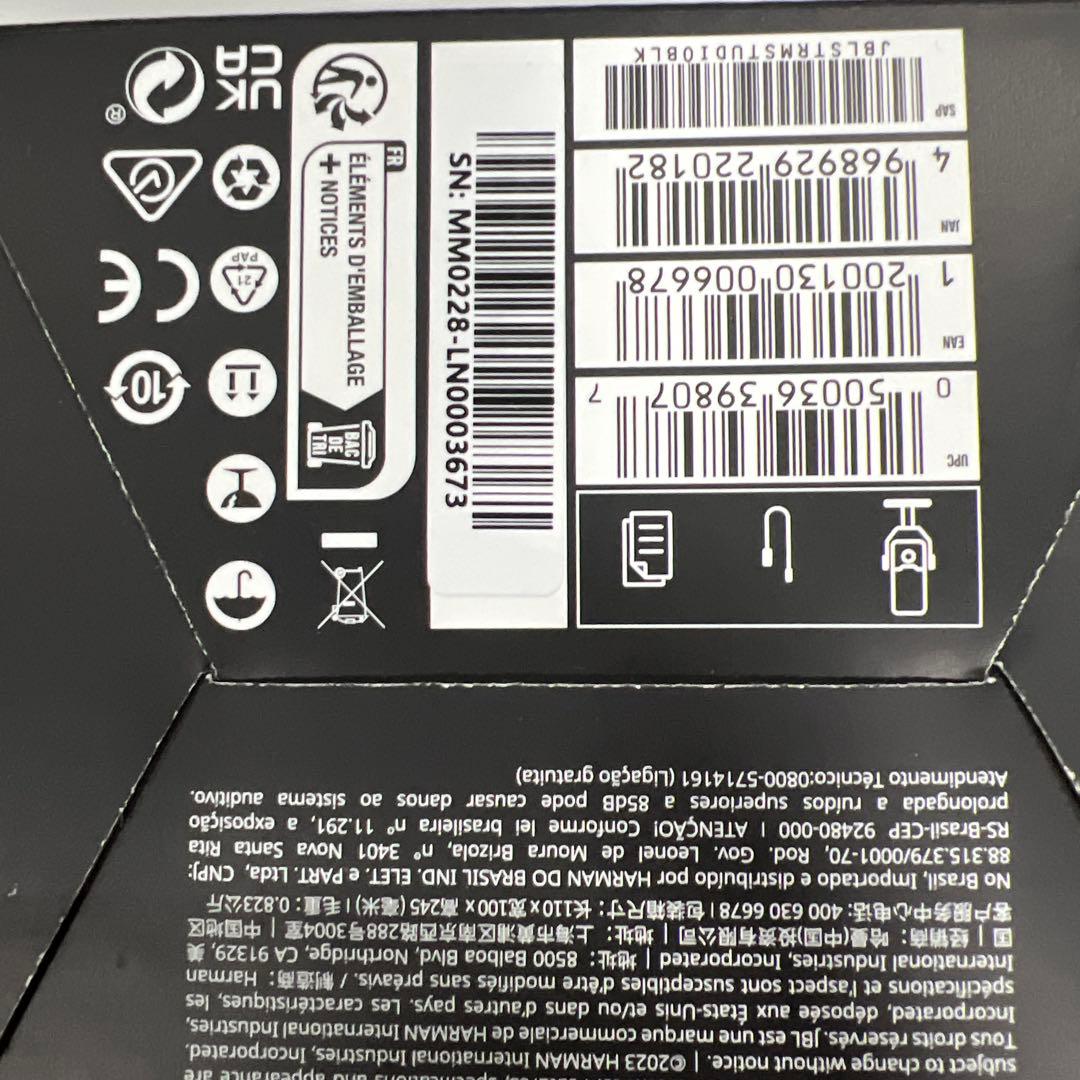 specifications and appearance are
subject to change without notice. | ©2023 HARMAN International Industries, Incorporated.
Tous droits réservés. JBL est une marque commerciale de HARMAN International Industries,
Incorporated, déposée aux États-Unis et/ou dans d'autres pays. Les caractéristiques, les
spécifications et l'aspect sont susceptibles d'être modifiés sans préavis. / 制造商：Harman
International Industries, Incorporated | 地址：8500 Balboa Blvd, Northridge, CA 91329, 美
国 | 经销商：哈曼(中国)投资有限公司 | 地址：上海市黄浦区南京西路288号3004室 | 中国地区
客户服务中心电话: 400 630 6678 | 包装箱尺寸：长110 x 宽100 x 高245 (毫米) | 毛重：0.823公斤
No Brasil, Importado e distribuído por HARMAN DO BRASIL IND. ELET. e PART. Ltda, CNPJ:
88.315.379/0001-70, Rod. Gov. Leonel de Moura Brizola, n° 3401 Nova Santa Rita
RS-Brasil-CEP 92480-000 | ATENÇÃO! Conforme lei brasileira n° 11.291, a exposição
prolongada a ruídos superiores a 85dB pode causar danos ao sistema auditivo.
Atendimento Técnico:0800-5714161 (Ligação gratuita)
UPC
0 50036 39807 7
EAN
1 200130 006678
JAN
4 968929 220182
SAP
JBLSTRMSTUDIOBLK
SN: MM0228-LN0003673
FR
ÉLÉMENTS D'EMBALLAGE
+ NOTICES
BAC
DE
TRI
10
CE
21
PAP
UK
CA
®